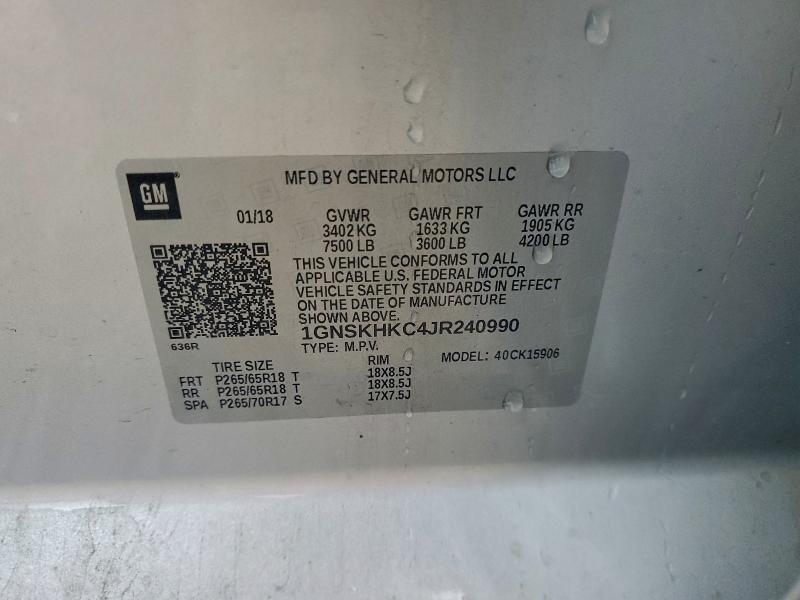 GM
MFD BY GENERAL MOTORS LLC
01/18 GVWR GAWR FRT GAWR RR
3402 KG 1633 KG 1905 KG
7500 LB 3600 LB 4200 LB
THIS VEHICLE CONFORMS TO ALL
APPLICABLE U.S. FEDERAL MOTOR
VEHICLE SAFETY STANDARDS IN EFFECT
ON THE DATE OF MANUFACTURE
SHOWN ABOVE.
1GNSKHKC4JR240990
636R
TYPE: M.P.V. MODEL: 40CK15906
TIRE SIZE RIM
FRT P265/65R18 T 18X8.5J
RR P265/65R18 T 18X8.5J
SPA P265/70R17 S 17X7.5J